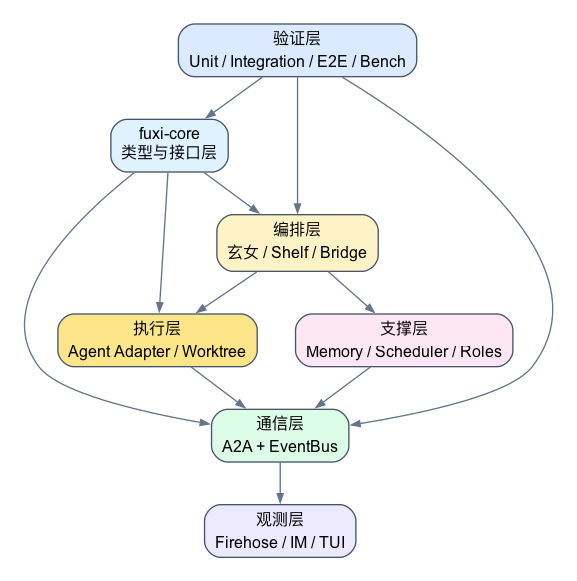 验证层
Unit / Integration / E2E / Bench
fuxi-core
类型与接口层
编排层
玄女 / Shelf / Bridge
执行层
Agent Adapter / Worktree
支撑层
Memory / Scheduler / Roles
通信层
A2A + EventBus
观测层
Firehose / IM / TUI